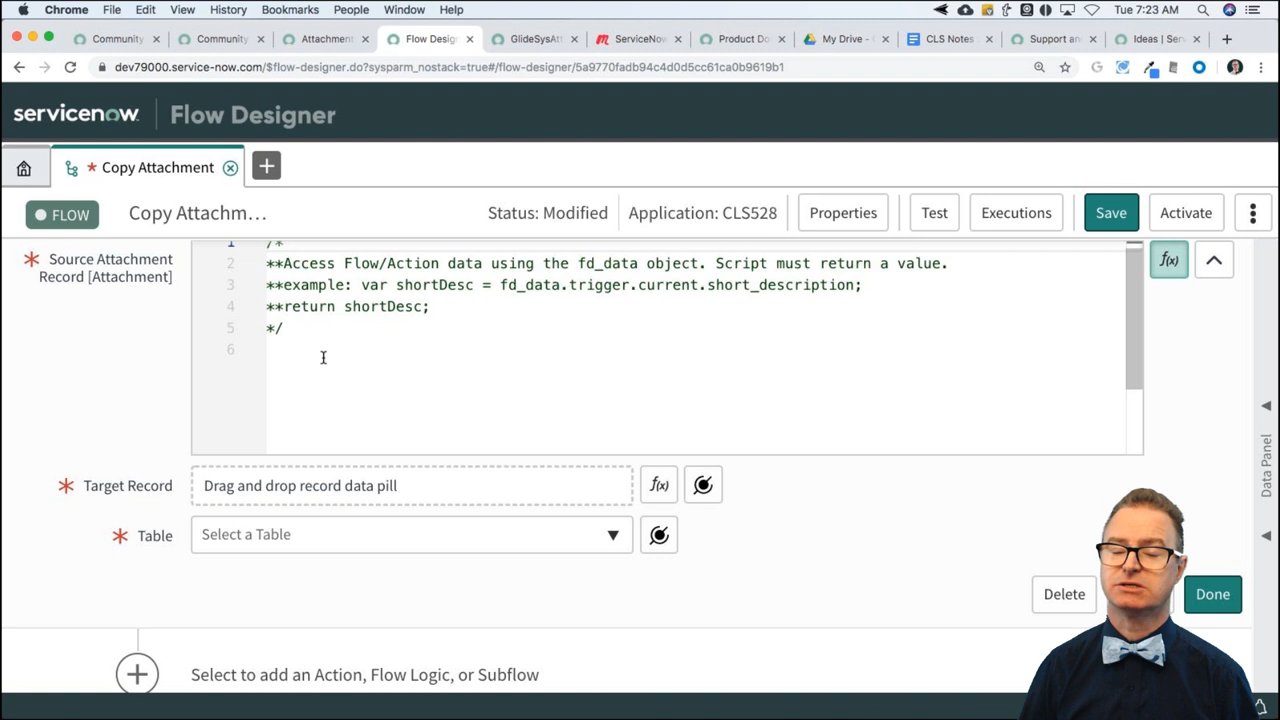 Chrome File Edit View History Bookmarks People Window Help Tue 7:23 AM
Community Community Attachment Flow Desig GlideSysAtt ServiceNow Product Do My Drive - CLS Notes Support an Ideas | Serv
dev79000.service-now.com/$flow-designer.do?sysparm_nostack=true#/flow-designer/5a9770fadb94c4d0d5cc61ca0b9619b1
servicenow Flow Designer
* Copy Attachment
FLOW Copy Attachm... Status: Modified Application: CLS528 Properties Test Executions Save Activate
* Source Attachment Record [Attachment]
1 /*
2 **Access Flow/Action data using the fd_data object. Script must return a value.
3 **example: var shortDesc = fd_data.trigger.current.short_description;
4 **return shortDesc;
5 */
6
f(x)
* Target Record Drag and drop record data pill f(x)
* Table Select a Table
Data Panel
Delete Done
Select to add an Action, Flow Logic, or Subflow